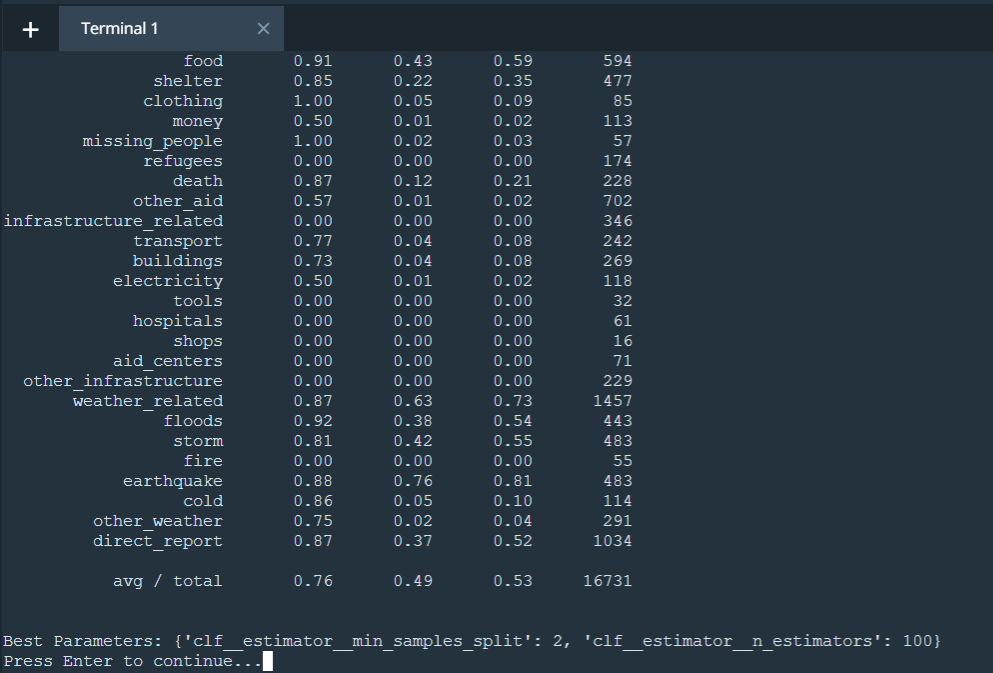 + Terminal 1 ×
food 0.91 0.43 0.59 594
shelter 0.85 0.22 0.35 477
clothing 1.00 0.05 0.09 85
money 0.50 0.01 0.02 113
missing_people 1.00 0.02 0.03 57
refugees 0.00 0.00 0.00 174
death 0.87 0.12 0.21 228
other_aid 0.57 0.01 0.02 702
infrastructure_related 0.00 0.00 0.00 346
transport 0.77 0.04 0.08 242
buildings 0.73 0.04 0.08 269
electricity 0.50 0.01 0.02 118
tools 0.00 0.00 0.00 32
hospitals 0.00 0.00 0.00 61
shops 0.00 0.00 0.00 16
aid_centers 0.00 0.00 0.00 71
other_infrastructure 0.00 0.00 0.00 229
weather_related 0.87 0.63 0.73 1457
floods 0.92 0.38 0.54 443
storm 0.81 0.42 0.55 483
fire 0.00 0.00 0.00 55
earthquake 0.88 0.76 0.81 483
cold 0.86 0.05 0.10 114
other_weather 0.75 0.02 0.04 291
direct_report 0.87 0.37 0.52 1034
avg / total 0.76 0.49 0.53 16731
Best Parameters: {'clf__estimator__min_samples_split': 2, 'clf__estimator__n_estimators': 100}
Press Enter to continue...